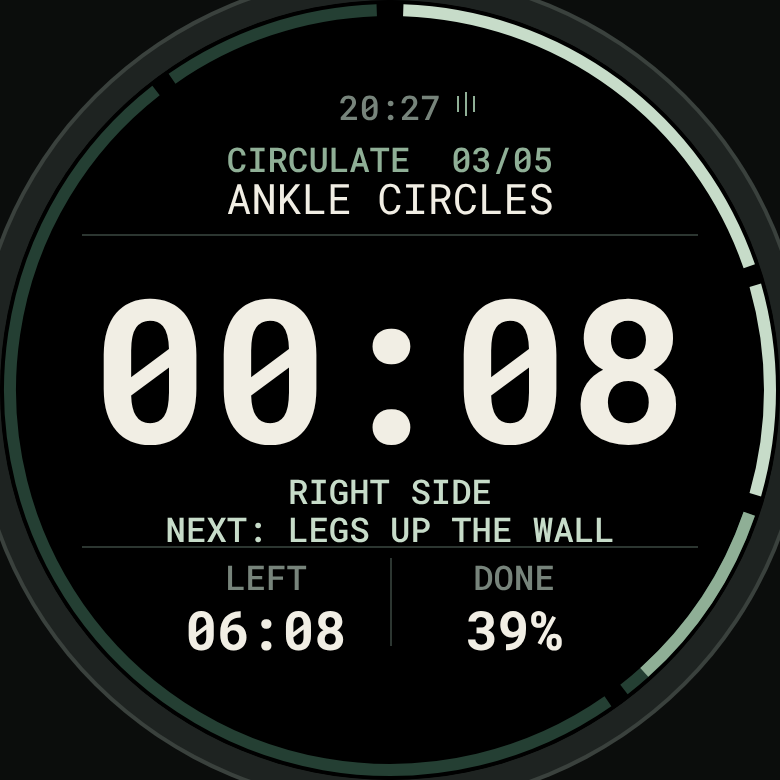 20:27
CIRCULATE 03/05
ANKLE CIRCLES
00:08
RIGHT SIDE
NEXT: LEGS UP THE WALL
LEFT DONE
06:08 39%